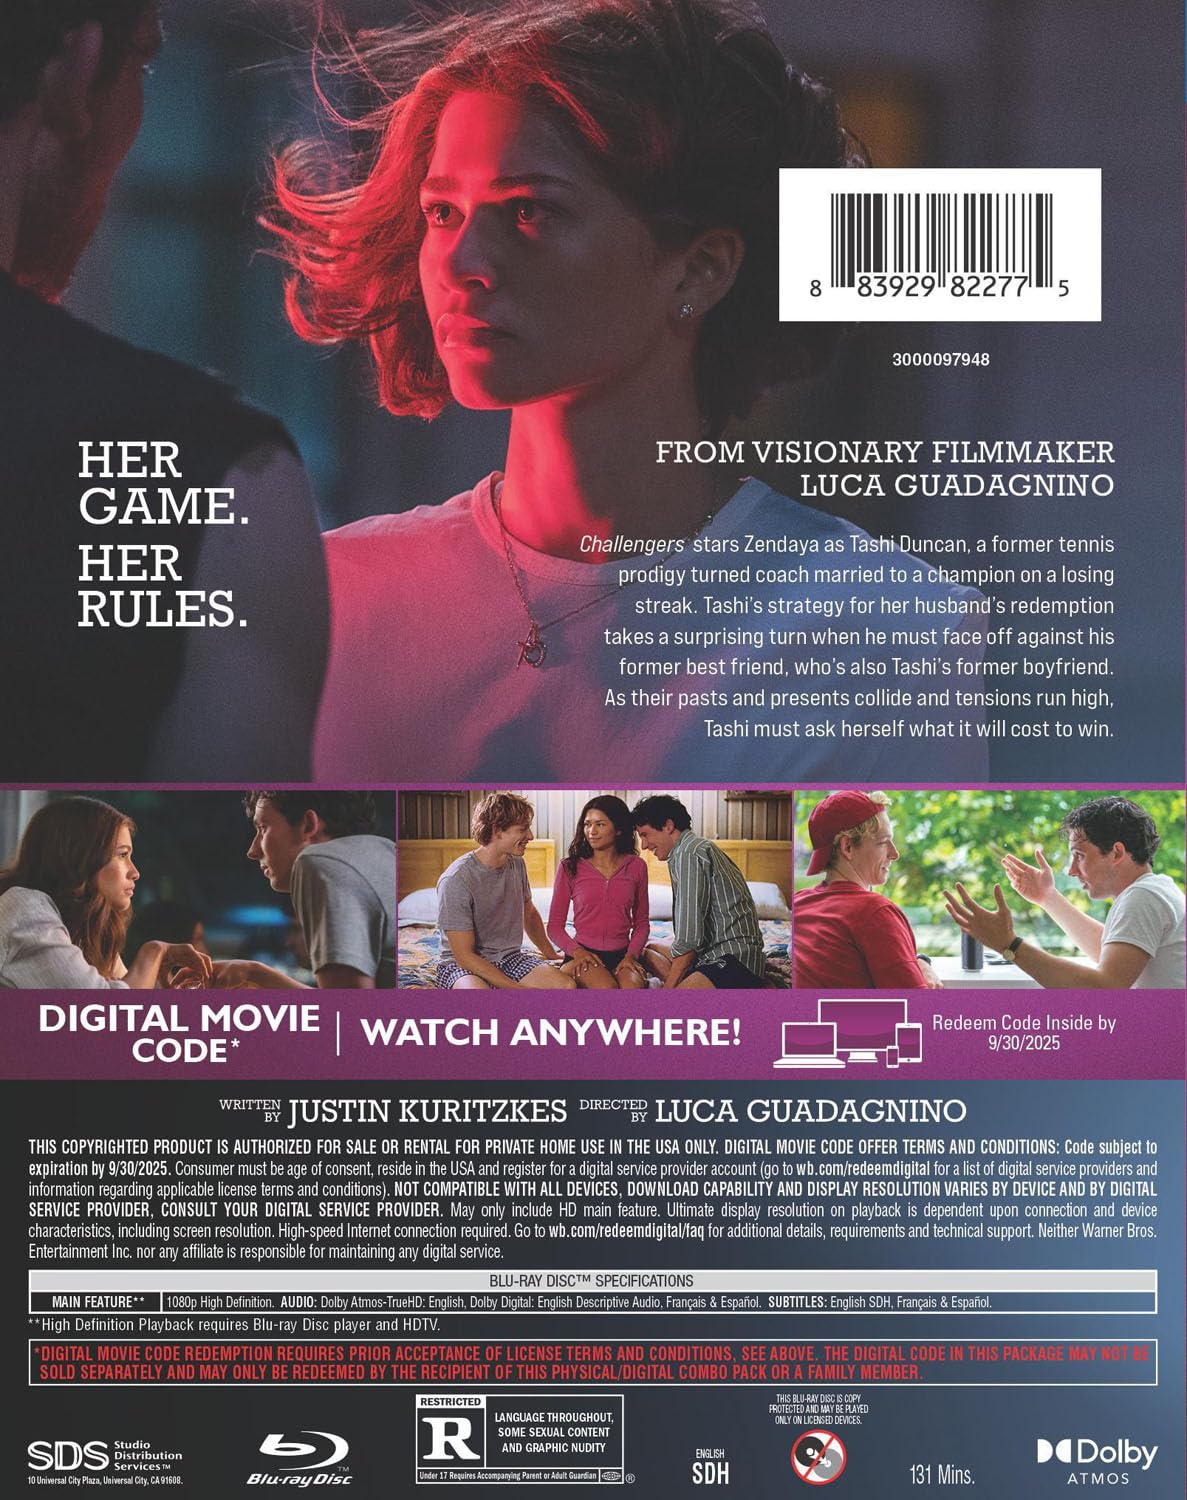 8 83929 82277 5
3000097948
HER
GAME.
HER
RULES.
FROM VISIONARY FILMMAKER
LUCA GUADAGNINO
Challengers stars Zendaya as Tashi Duncan, a former tennis
prodigy turned coach married to a champion on a losing
streak. Tashi's strategy for her husband's redemption
takes a surprising turn when he must face off against his
former best friend, who's also Tashi's former boyfriend.
As their pasts and presents collide and tensions run high,
Tashi must ask herself what it will cost to win.
DIGITAL MOVIE
CODE*
WATCH ANYWHERE!
Redeem Code Inside by
9/30/2025
WRITTEN BY JUSTIN KURITZKES DIRECTED BY LUCA GUADAGNINO
THIS COPYRIGHTED PRODUCT IS AUTHORIZED FOR SALE OR RENTAL FOR PRIVATE HOME USE IN THE USA ONLY. DIGITAL MOVIE CODE OFFER TERMS AND CONDITIONS: Code subject to
expiration by 9/30/2025. Consumer must be age of consent, reside in the USA and register for a digital service provider account (go to wb.com/redeemdigital for a list of digital service providers and
information regarding applicable license terms and conditions). NOT COMPATIBLE WITH ALL DEVICES, DOWNLOAD CAPABILITY AND DISPLAY RESOLUTION VARIES BY DEVICE AND BY DIGITAL
SERVICE PROVIDER, CONSULT YOUR DIGITAL SERVICE PROVIDER. May only include HD main feature. Ultimate display resolution on playback is dependent upon connection and device
characteristics, including screen resolution. High-speed Internet connection required. Go to wb.com/redeemdigital/faq for additional details, requirements and technical support. Neither Warner Bros.
Entertainment Inc. nor any affiliate is responsible for maintaining any digital service.
BLU-RAY DISC™ SPECIFICATIONS
MAIN FEATURE** 1080p High Definition. AUDIO: Dolby Atmos-TrueHD: English, Dolby Digital: English Descriptive Audio, Français & Español. SUBTITLES: English SDH, Français & Español.
**High Definition Playback requires Blu-ray Disc player and HDTV.
*DIGITAL MOVIE CODE REDEMPTION REQUIRES PRIOR ACCEPTANCE OF LICENSE TERMS AND CONDITIONS, SEE ABOVE. THE DIGITAL CODE IN THIS PACKAGE MAY NOT BE
SOLD SEPARATELY AND MAY ONLY BE REDEEMED BY THE RECIPIENT OF THIS PHYSICAL/DIGITAL COMBO PACK OR A FAMILY MEMBER.
SDS Studio
Distribution
Services™
10 Universal City Plaza, Universal City, CA 91608.
Blu-ray Disc™
RESTRICTED
R
LANGUAGE THROUGHOUT,
SOME SEXUAL CONTENT
AND GRAPHIC NUDITY
Under 17 Requires Accompanying Parent or Adult Guardian ®
ENGLISH
SDH
THIS BLU-RAY DISC IS COPY
PROTECTED AND MAY BE PLAYED
ONLY ON LICENSED DEVICES.
131 Mins.
Dolby
ATMOS